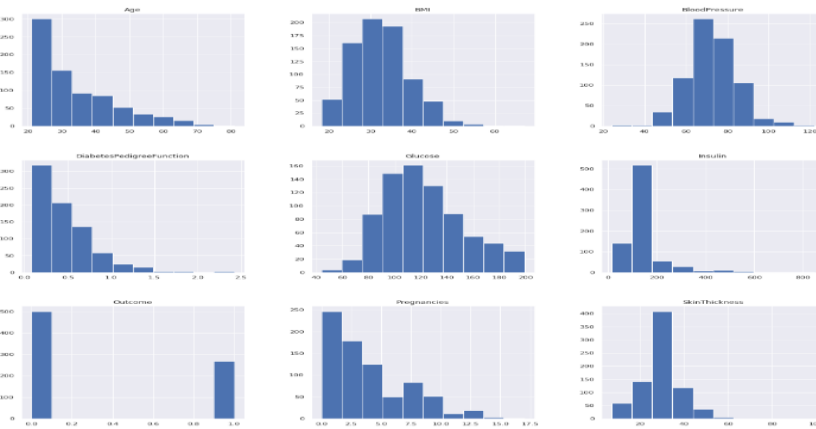 Age BMI BloodPressure
300 250 200 150 100 50 0
20 30 40 50 60 70 80
200 175 150 125 100 75 50 25 0
20 30 40 50 60
250 200 150 100 50 0
20 40 60 80 100 120
DiabetesPedigreeFunction Glucose Insulin
300 250 200 150 100 50 0
0.0 0.5 1.0 1.5 2.0 2.5
160 140 120 100 80 60 40 20 0
40 60 80 100 120 140 160 180 200
500 400 300 200 100 0
0 200 400 600 800
Outcome Pregnancies SkinThickness
500 400 300 200 100 0
0.0 0.2 0.4 0.6 0.8 1.0
250 200 150 100 50 0
0.0 2.5 5.0 7.5 10.0 12.5 15.0 17.5
400 350 300 250 200 150 100 50 0
20 40 60 80